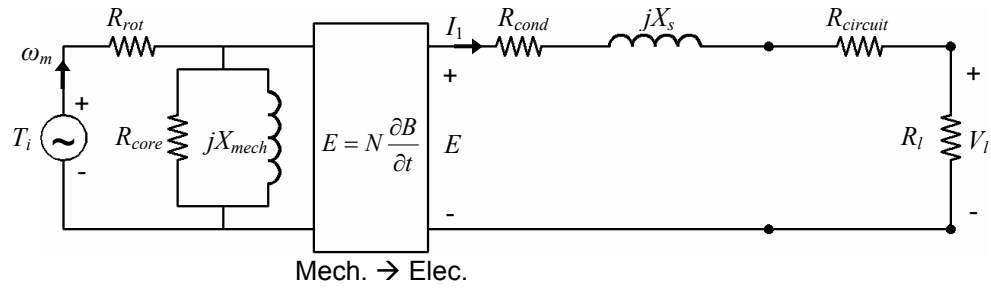 R_rot
I_1
R_cond
jX_s
R_circuit
ω_m
+
+
+
T_i
~
R_core
jX_mech
E = N ∂B/∂t
E
R_l
V_l
-
-
-
Mech. → Elec.